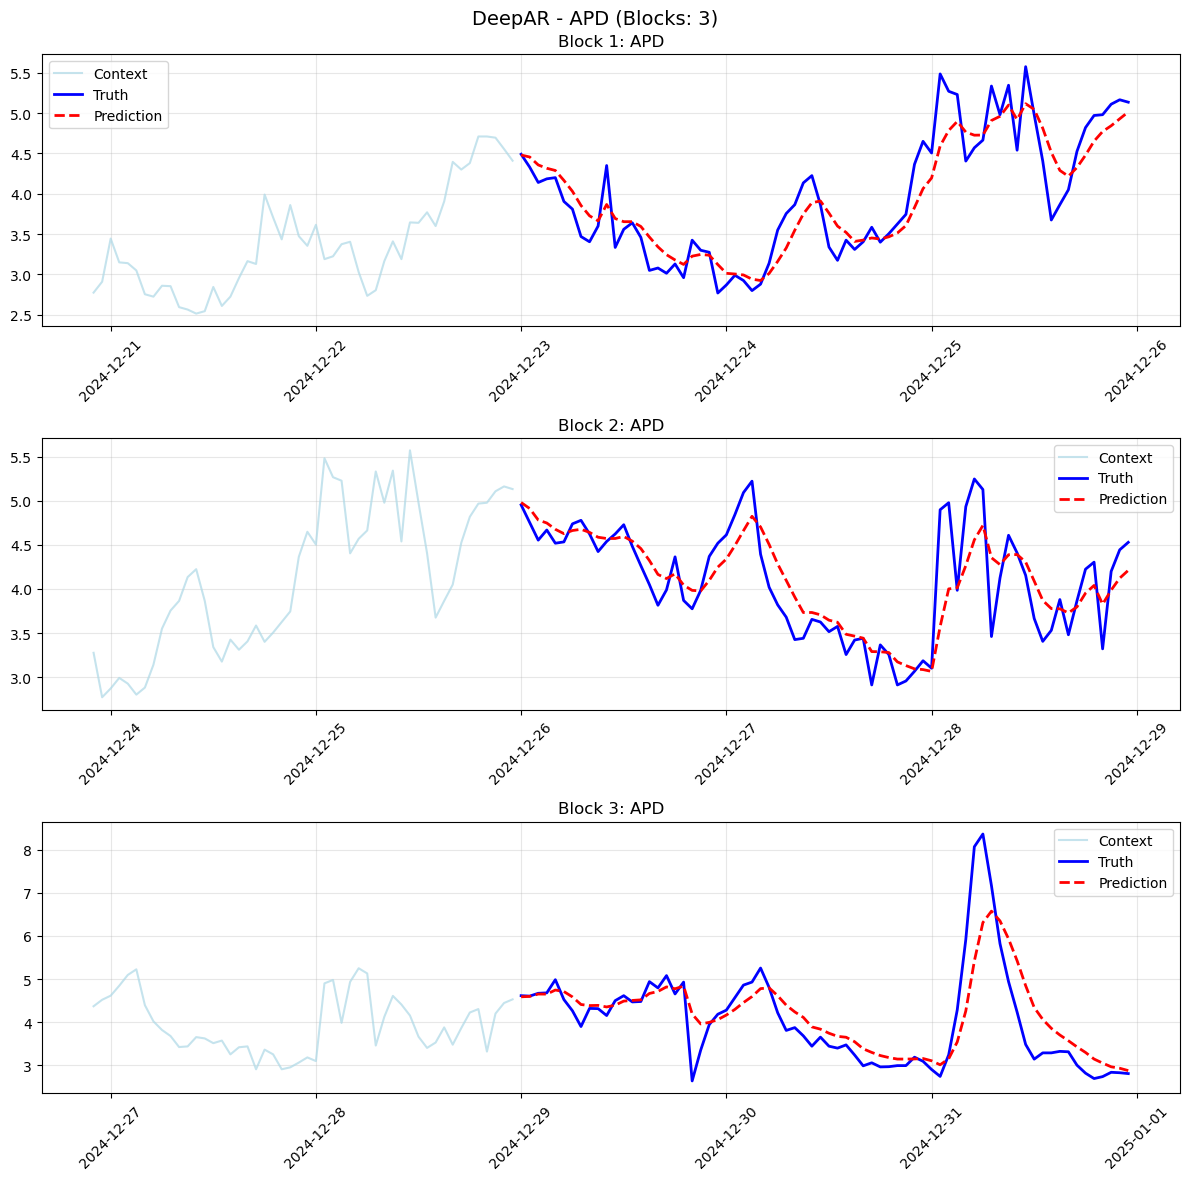 DeepAR - APD (Blocks: 3)
Block 1: APD
Context
Truth
Prediction
5.5
5.0
4.5
4.0
3.5
3.0
2.5
2024-12-21
2024-12-22
2024-12-23
2024-12-24
2024-12-25
2024-12-26
Block 2: APD
Context
Truth
Prediction
5.5
5.0
4.5
4.0
3.5
3.0
2024-12-24
2024-12-25
2024-12-26
2024-12-27
2024-12-28
2024-12-29
Block 3: APD
Context
Truth
Prediction
8
7
6
5
4
3
2024-12-27
2024-12-28
2024-12-29
2024-12-30
2024-12-31
2025-01-01